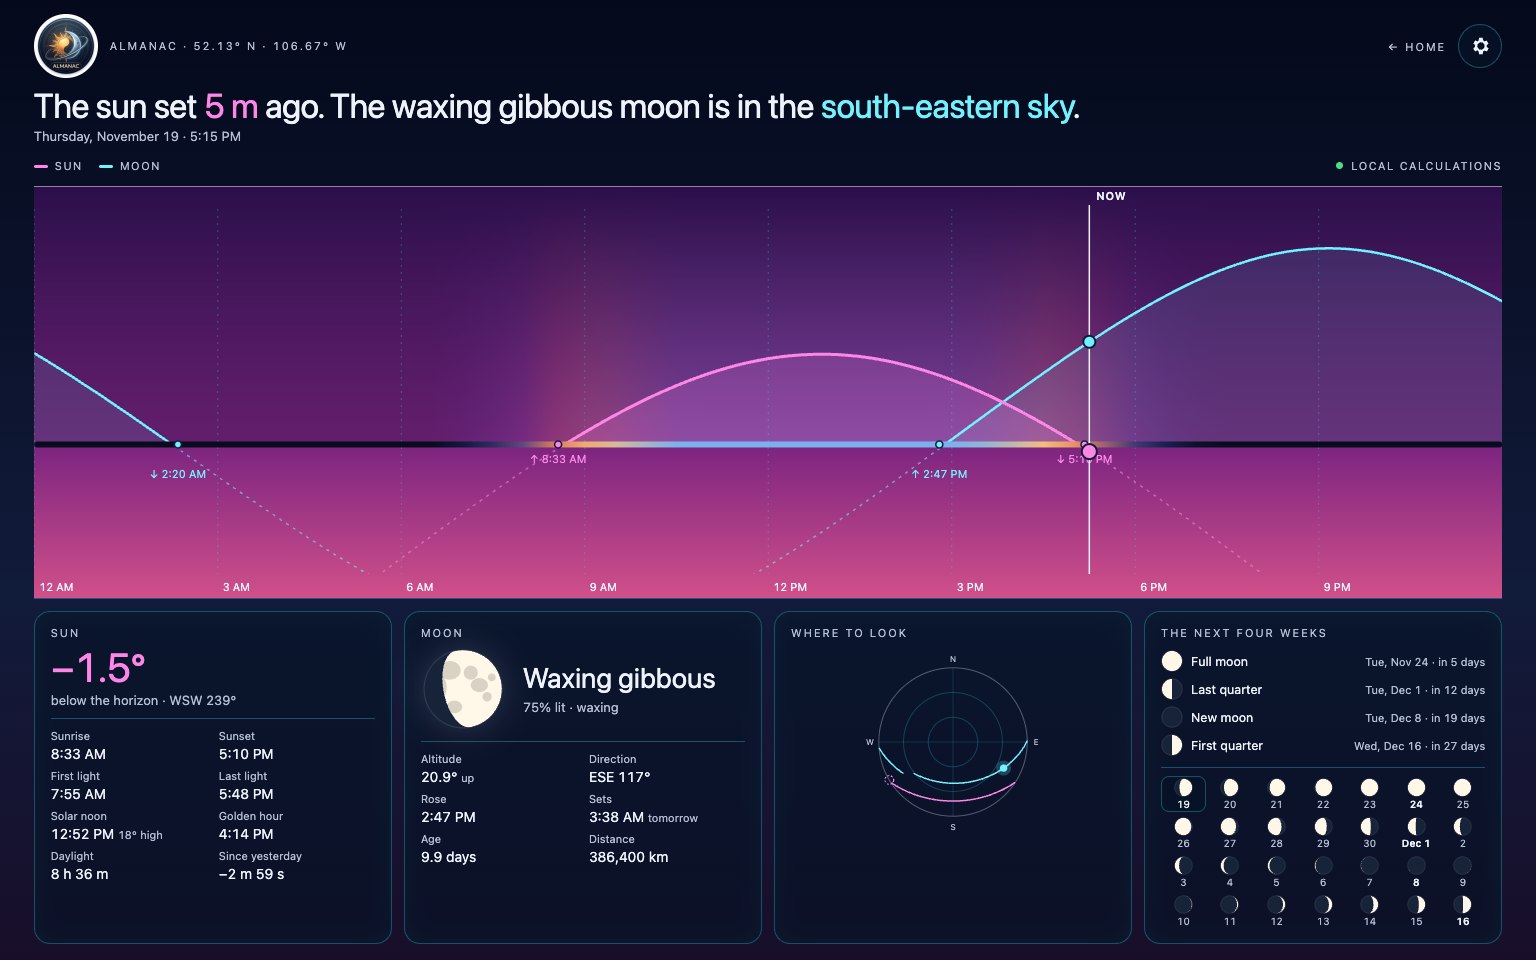 ALMANAC
ALMANAC · 52.13° N · 106.67° W
← HOME
The sun set 5 m ago. The waxing gibbous moon is in the south-eastern sky.
Thursday, November 19 · 5:15 PM
SUN MOON
LOCAL CALCULATIONS
NOW
↑ 8:33 AM
↓ PM
↓ 2:20 AM
↑ 2:47 PM
12 AM 3 AM 6 AM 9 AM 12 PM 3 PM 6 PM 9 PM
SUN
−1.5°
below the horizon · WSW 239°
Sunrise Sunset
8:33 AM 5:10 PM
First light Last light
7:55 AM 5:48 PM
Solar noon Golden hour
12:52 PM 18° high 4:14 PM
Daylight Since yesterday
8 h 36 m −2 m 59 s
MOON
Waxing gibbous
75% lit · waxing
Altitude Direction
20.9° up ESE 117°
Rose Sets
2:47 PM 3:38 AM tomorrow
Age Distance
9.9 days 386,400 km
WHERE TO LOOK
N
W E
S
THE NEXT FOUR WEEKS
Full moon Tue, Nov 24 · in 5 days
Last quarter Tue, Dec 1 · in 12 days
New moon Tue, Dec 8 · in 19 days
First quarter Wed, Dec 16 · in 27 days
19 20 21 22 23 24 25
26 27 28 29 30 Dec 1 2
3 4 5 6 7 8 9
10 11 12 13 14 15 16